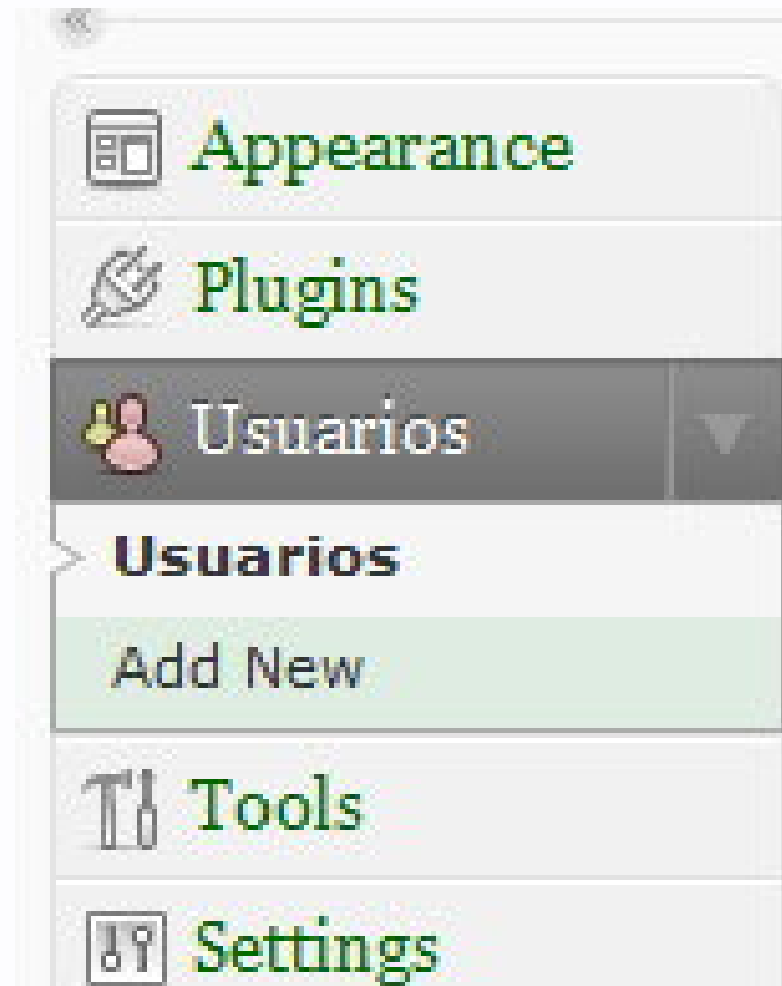 Appearance
Plugins
Usuarios
Usuarios
Add New
Tools
Settings